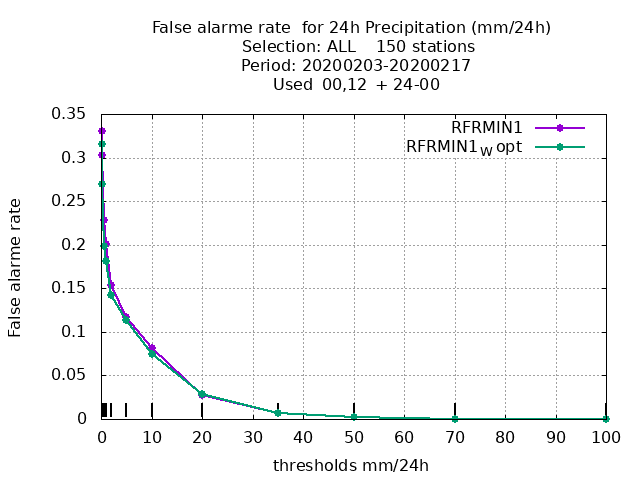 False alarme rate  for 24h Precipitation (mm/24h)
Selection: ALL    150 stations
Period: 20200203-20200217
Used  00,12  + 24-00
RFRMIN1
RFRMIN1W opt
0.35
0.3
0.25
0.2
0.15
0.1
0.05
0
False alarme rate
0 10 20 30 40 50 60 70 80 90 100
thresholds mm/24h